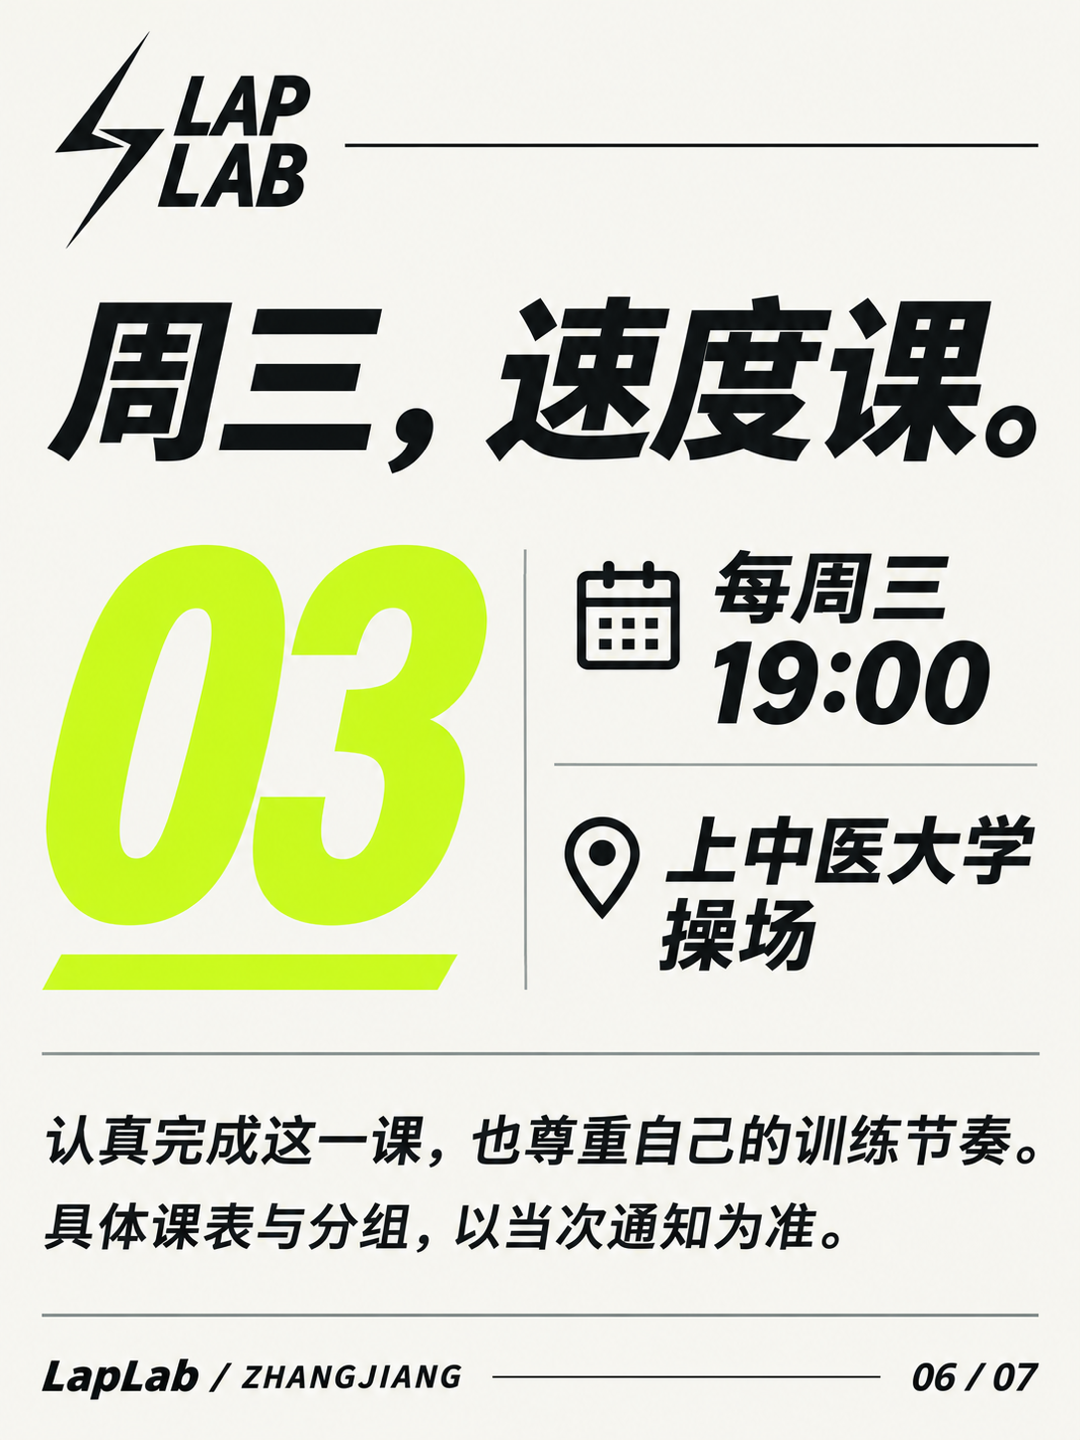 LAP
LAB
周三，速度课。
03
每周三
19:00
上中医大学
操场
认真完成这一课，也尊重自己的训练节奏。
具体课表与分组，以当次通知为准。
LapLab / ZHANGJIANG
06 / 07